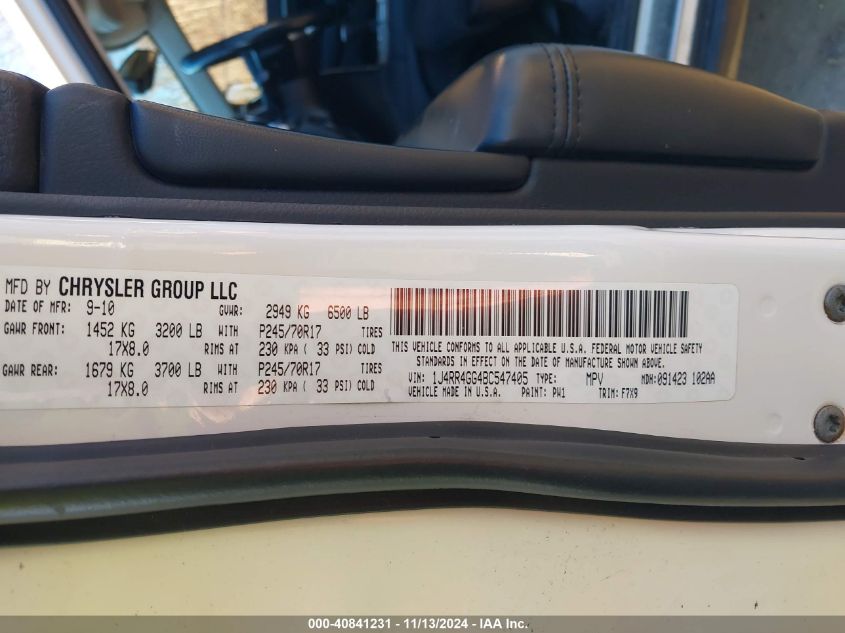 MFD BY CHRYSLER GROUP LLC
DATE OF MFR: 9-10 GVWR: 2949 KG 6500 LB
GAWR FRONT: 1452 KG 3200 LB WITH P245/70R17 TIRES
17X8.0 RIMS AT 230 KPA ( 33 PSI) COLD
GAWR REAR: 1679 KG 3700 LB WITH P245/70R17 TIRES
17X8.0 RIMS AT 230 KPA ( 33 PSI) COLD
THIS VEHICLE CONFORMS TO ALL APPLICABLE U.S.A. FEDERAL MOTOR VEHICLE SAFETY
STANDARDS IN EFFECT ON THE DATE OF MANUFACTURE SHOWN ABOVE.
VIN: 1J4RR4GG4BC547405 TYPE: MPV MDH:091423 102AA
VEHICLE MADE IN U.S.A. PAINT: PW1 TRIM: F7X9
000-40841231 - 11/13/2024 - IAA Inc.